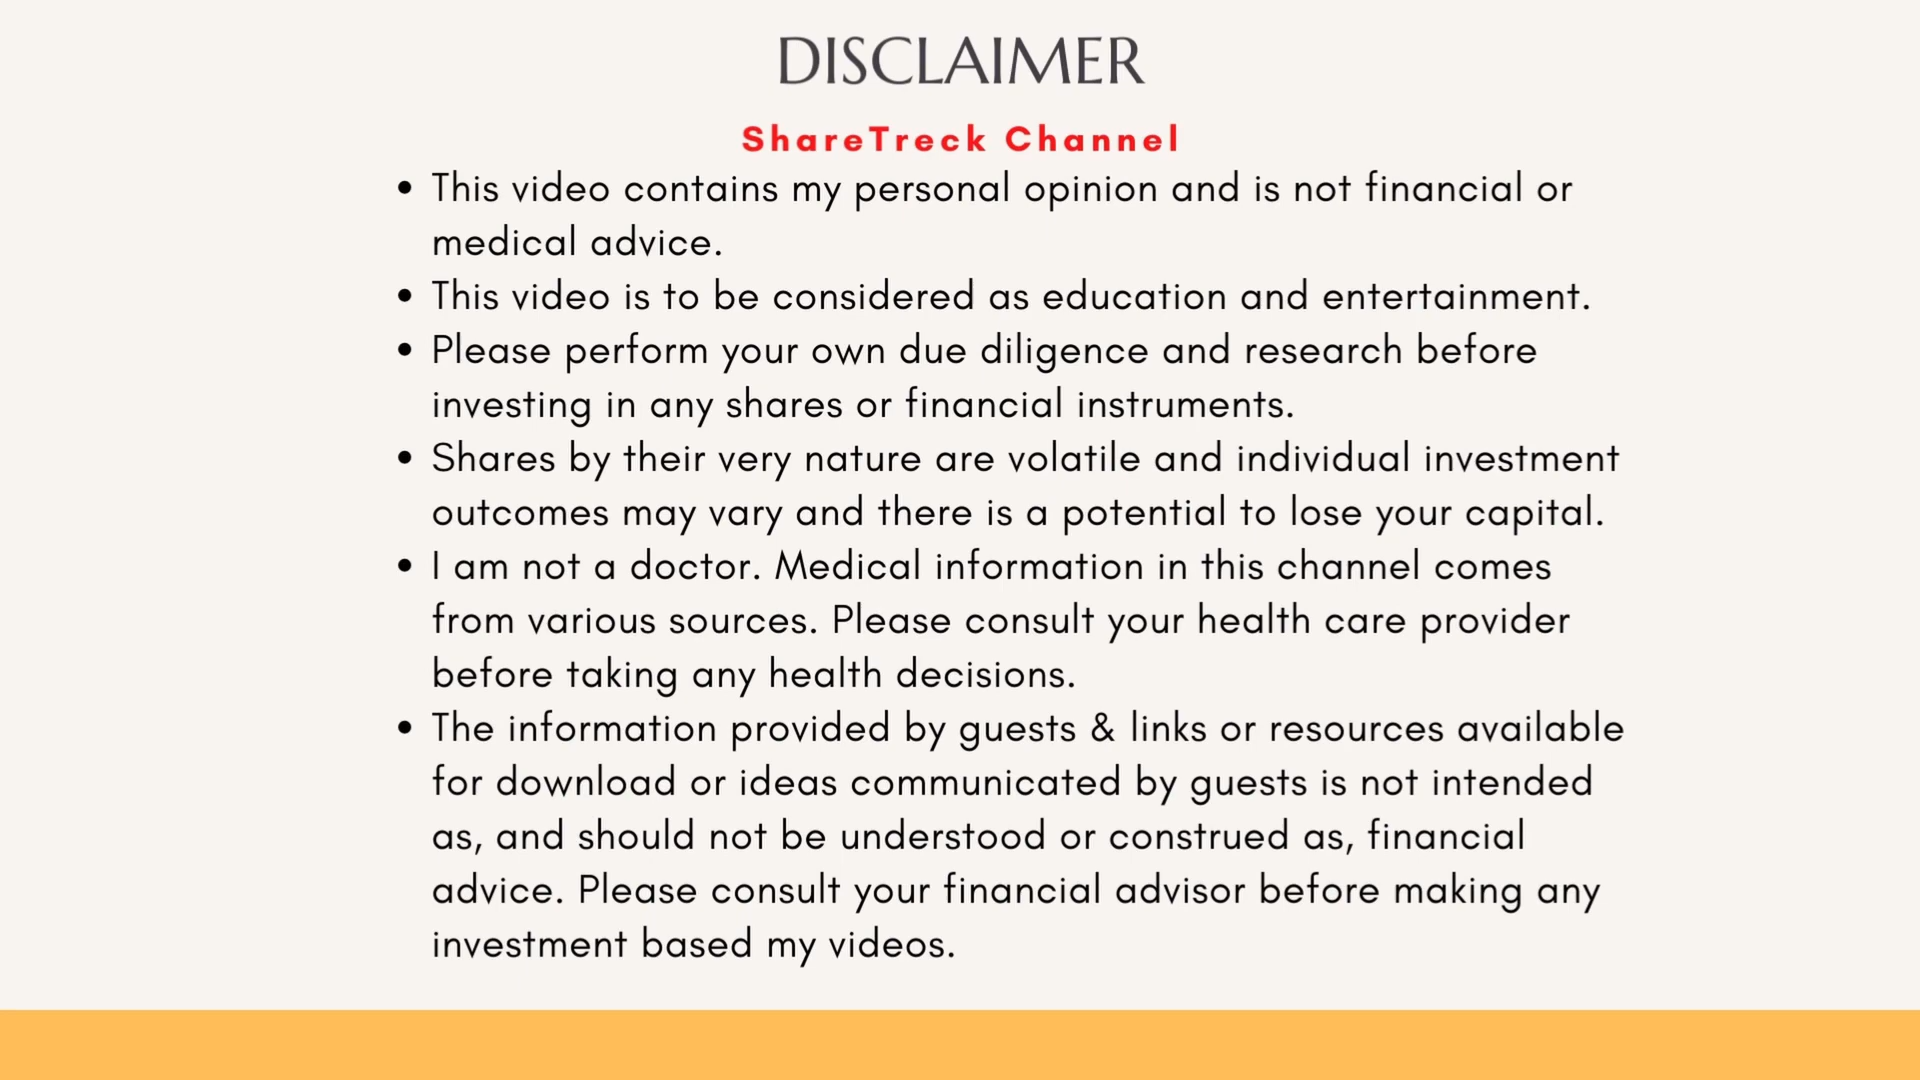 DISCLAIMER
ShareTreck Channel
• This video contains my personal opinion and is not financial or
medical advice.
• This video is to be considered as education and entertainment.
• Please perform your own due diligence and research before
investing in any shares or financial instruments.
• Shares by their very nature are volatile and individual investment
outcomes may vary and there is a potential to lose your capital.
• I am not a doctor. Medical information in this channel comes
from various sources. Please consult your health care provider
before taking any health decisions.
• The information provided by guests & links or resources available
for download or ideas communicated by guests is not intended
as, and should not be understood or construed as, financial
advice. Please consult your financial advisor before making any
investment based my videos.